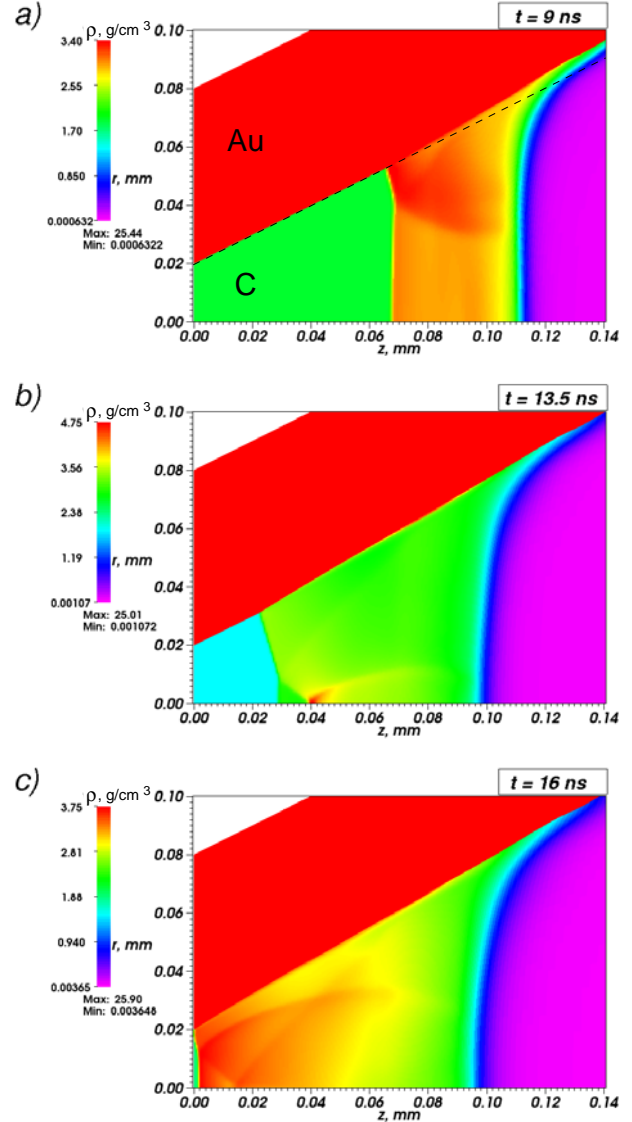 a)
t = 9 ns
ρ, g/cm 3
3.40
2.55
1.70
0.850
0.000632
r, mm
Max: 25.44
Min: 0.0006322
0.10
0.08
0.06
0.04
0.02
0.00
Au
C
0.00 0.02 0.04 0.06 0.08 0.10 0.12 0.14
z, mm
b)
t = 13.5 ns
ρ, g/cm 3
4.75
3.56
2.38
1.19
0.00107
r, mm
Max: 25.01
Min: 0.001072
0.10
0.08
0.06
0.04
0.02
0.00
0.00 0.02 0.04 0.06 0.08 0.10 0.12 0.14
z, mm
c)
t = 16 ns
ρ, g/cm 3
3.75
2.81
1.88
0.940
0.00365
r, mm
Max: 25.90
Min: 0.003648
0.10
0.08
0.06
0.04
0.02
0.00
0.00 0.02 0.04 0.06 0.08 0.10 0.12 0.14
z, mm